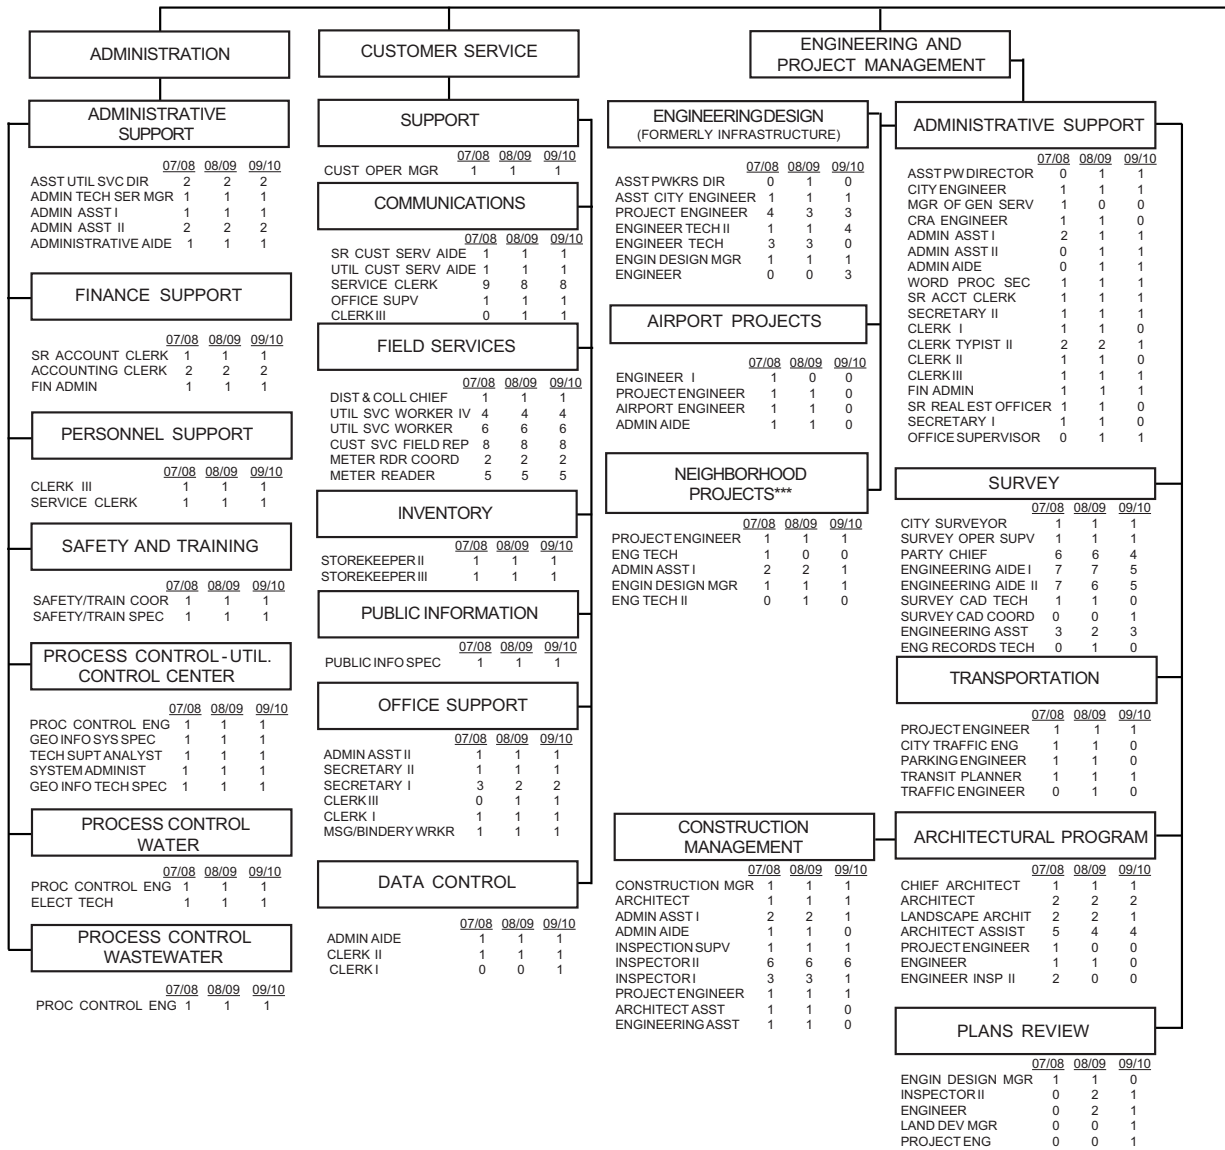 ADMINISTRATION
ADMINISTRATIVE
SUPPORT
07/08 08/09 09/10
ASST UTIL SVC DIR 2 2 2
ADMIN TECH SER MGR 1 1 1
ADMIN ASST I 1 1 1
ADMIN ASST II 2 2 2
ADMINISTRATIVE AIDE 1 1 1
FINANCE SUPPORT
07/08 08/09 09/10
SR ACCOUNT CLERK 1 1 1
ACCOUNTING CLERK 2 2 2
FIN ADMIN 1 1 1
PERSONNEL SUPPORT
07/08 08/09 09/10
CLERK III 1 1 1
SERVICE CLERK 1 1 1
SAFETY AND TRAINING
07/08 08/09 09/10
SAFETY/TRAIN COOR 1 1 1
SAFETY/TRAIN SPEC 1 1 1
PROCESS CONTROL - UTIL.
CONTROL CENTER
07/08 08/09 09/10
PROC CONTROL ENG 1 1 1
GEO INFO SYS SPEC 1 1 1
TECH SUPT ANALYST 1 1 1
SYSTEM ADMINIST 1 1 1
GEO INFO TECH SPEC 1 1 1
PROCESS CONTROL
WATER
07/08 08/09 09/10
PROC CONTROL ENG 1 1 1
ELECT TECH 1 1 1
PROCESS CONTROL
WASTEWATER
07/08 08/09 09/10
PROC CONTROL ENG 1 1 1
CUSTOMER SERVICE
SUPPORT
07/08 08/09 09/10
CUST OPER MGR 1 1 1
COMMUNICATIONS
07/08 08/09 09/10
SR CUST SERV AIDE 1 1 1
UTIL CUST SERV AIDE 1 1 1
SERVICE CLERK 9 8 8
OFFICE SUPV 1 1 1
CLERK III 0 1 1
FIELD SERVICES
07/08 08/09 09/10
DIST & COLL CHIEF 1 1 1
UTIL SVC WORKER IV 4 4 4
UTIL SVC WORKER 6 6 6
CUST SVC FIELD REP 8 8 8
METER RDR COORD 2 2 2
METER READER 5 5 5
INVENTORY
07/08 08/09 09/10
STOREKEEPER II 1 1 1
STOREKEEPER III 1 1 1
PUBLIC INFORMATION
07/08 08/09 09/10
PUBLIC INFO SPEC 1 1 1
OFFICE SUPPORT
07/08 08/09 09/10
ADMIN ASST II 1 1 1
SECRETARY II 1 1 1
SECRETARY I 3 2 2
CLERK III 0 1 1
CLERK I 1 1 1
MSG/BINDERY WRKR 1 1 1
DATA CONTROL
07/08 08/09 09/10
ADMIN AIDE 1 1 1
CLERK II 1 1 1
CLERK I 0 0 1
ENGINEERING AND
PROJECT MANAGEMENT
ENGINEERING DESIGN
(FORMERLY INFRASTRUCTURE)
07/08 08/09 09/10
ASST PWKRS DIR 0 1 0
ASST CITY ENGINEER 1 1 1
PROJECT ENGINEER 4 3 3
ENGINEER TECH II 1 1 4
ENGINEER TECH 3 3 0
ENGIN DESIGN MGR 1 1 1
ENGINEER 0 0 3
AIRPORT PROJECTS
07/08 08/09 09/10
ENGINEER I 1 0 0
PROJECT ENGINEER 1 1 0
AIRPORT ENGINEER 1 1 0
ADMIN AIDE 1 1 0
NEIGHBORHOOD
PROJECTS***
07/08 08/09 09/10
PROJECT ENGINEER 1 1 1
ENG TECH 1 0 0
ADMIN ASST I 2 2 1
ENGIN DESIGN MGR 1 1 1
ENG TECH II 0 1 0
CONSTRUCTION
MANAGEMENT
07/08 08/09 09/10
CONSTRUCTION MGR 1 1 1
ARCHITECT 1 1 1
ADMIN ASST I 2 2 1
ADMIN AIDE 1 1 0
INSPECTION SUPV 1 1 1
INSPECTOR II 6 6 6
INSPECTOR I 3 3 1
PROJECT ENGINEER 1 1 1
ARCHITECT ASST 1 1 0
ENGINEERING ASST 1 1 0
ADMINISTRATIVE SUPPORT
07/08 08/09 09/10
ASST PW DIRECTOR 0 1 1
CITY ENGINEER 1 1 1
MGR OF GEN SERV 1 0 0
CRA ENGINEER 1 1 0
ADMIN ASST I 2 1 1
ADMIN ASST II 0 1 1
ADMIN AIDE 0 1 1
WORD PROC SEC 1 1 1
SR ACCT CLERK 1 1 1
SECRETARY II 1 1 1
CLERK I 1 1 0
CLERK TYPIST II 2 2 1
CLERK II 1 1 0
CLERK III 1 1 1
FIN ADMIN 1 1 1
SR REAL EST OFFICER 1 1 0
SECRETARY I 1 1 0
OFFICE SUPERVISOR 0 1 1
SURVEY
07/08 08/09 09/10
CITY SURVEYOR 1 1 1
SURVEY OPER SUPV 1 1 1
PARTY CHIEF 6 6 4
ENGINEERING AIDE I 7 7 5
ENGINEERING AIDE II 7 6 5
SURVEY CAD TECH 1 1 0
SURVEY CAD COORD 0 0 1
ENGINEERING ASST 3 2 3
ENG RECORDS TECH 0 1 0
TRANSPORTATION
07/08 08/09 09/10
PROJECT ENGINEER 1 1 1
CITY TRAFFIC ENG 1 1 0
PARKING ENGINEER 1 1 0
TRANSIT PLANNER 1 1 1
TRAFFIC ENGINEER 0 1 0
ARCHITECTURAL PROGRAM
07/08 08/09 09/10
CHIEF ARCHITECT 1 1 1
ARCHITECT 2 2 2
LANDSCAPE ARCHIT 2 2 1
ARCHITECT ASSIST 5 4 4
PROJECT ENGINEER 1 0 0
ENGINEER 1 1 0
ENGINEER INSP II 2 0 0
PLANS REVIEW
07/08 08/09 09/10
ENGIN DESIGN MGR 1 1 0
INSPECTOR II 0 2 1
ENGINEER 0 2 1
LAND DEV MGR 0 0 1
PROJECT ENG 0 0 1